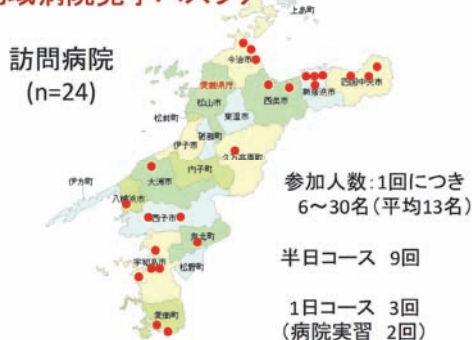 上島町
訪問病院
(n=24)
今治市
愛媛県庁
松山市
西条市
新居浜市
四国中央市
東温市
松前町
砥部町
伊予市
久万高原町
内子町
大洲市
伊方町
八幡浜市
西予市
鬼北町
宇和島市
松野町
愛南町
参加人数:1回につき
6～30名(平均13名)
半日コース 9回
1日コース 3回
(病院実習 2回)